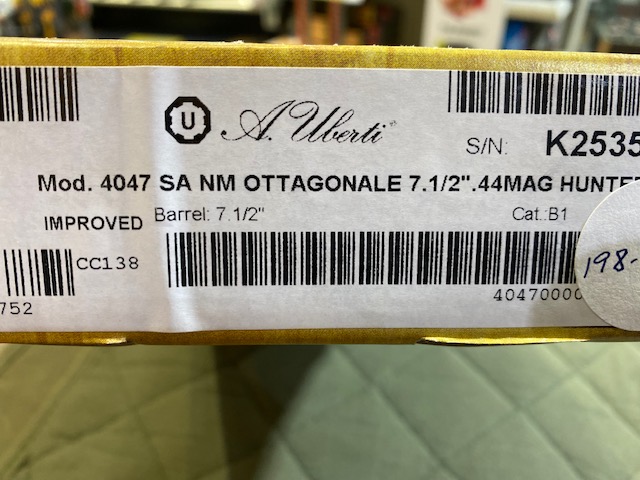 U A. Uberti ®
S/N: K2535
Mod. 4047 SA NM OTTAGONALE 7.1/2".44MAG
IMPROVED Barrel: 7.1/2" Cat.:B1
CC138
752
4047000
198-